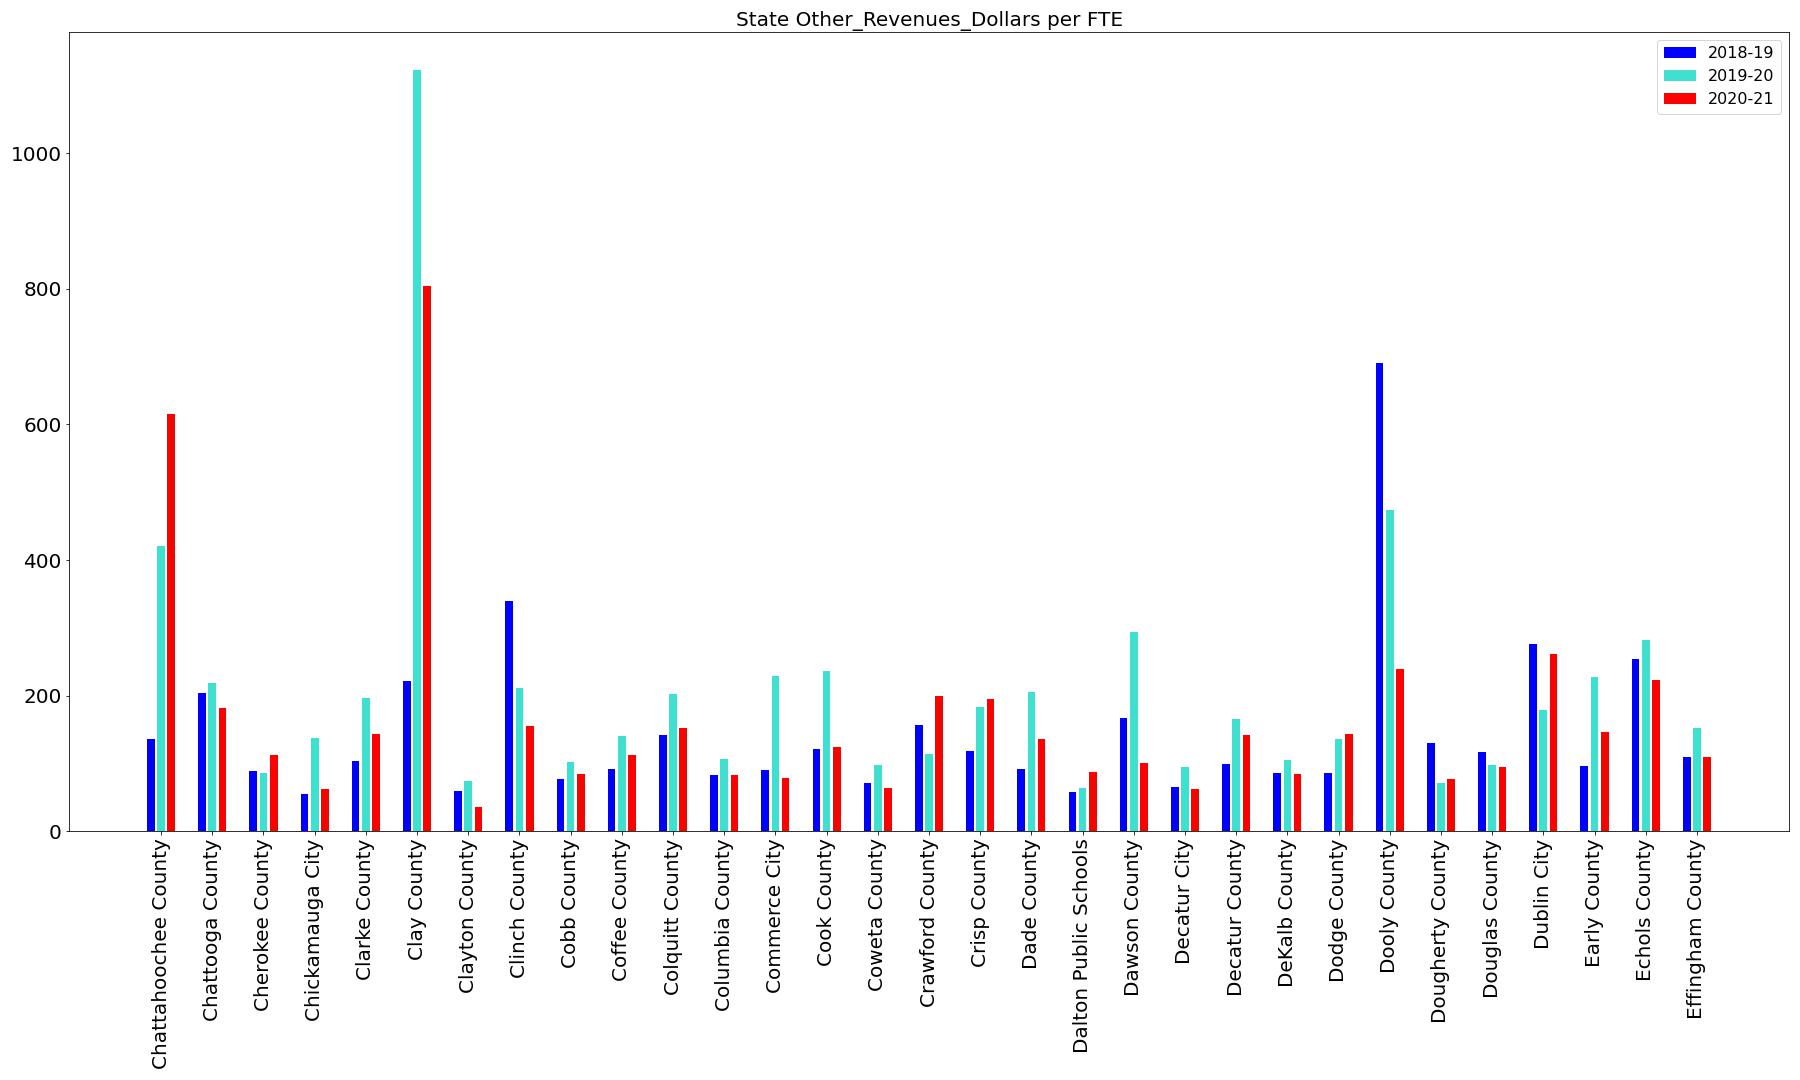 State Other_Revenues_Dollars per FTE
2018-19
2019-20
2020-21
1000
800
600
400
200
0
Chattahoochee County
Chattooga County
Cherokee County
Chickamauga City
Clarke County
Clay County
Clayton County
Clinch County
Cobb County
Coffee County
Colquitt County
Columbia County
Commerce City
Cook County
Coweta County
Crawford County
Crisp County
Dade County
Dalton Public Schools
Dawson County
Decatur City
Decatur County
DeKalb County
Dodge County
Dooly County
Dougherty County
Douglas County
Dublin City
Early County
Echols County
Effingham County